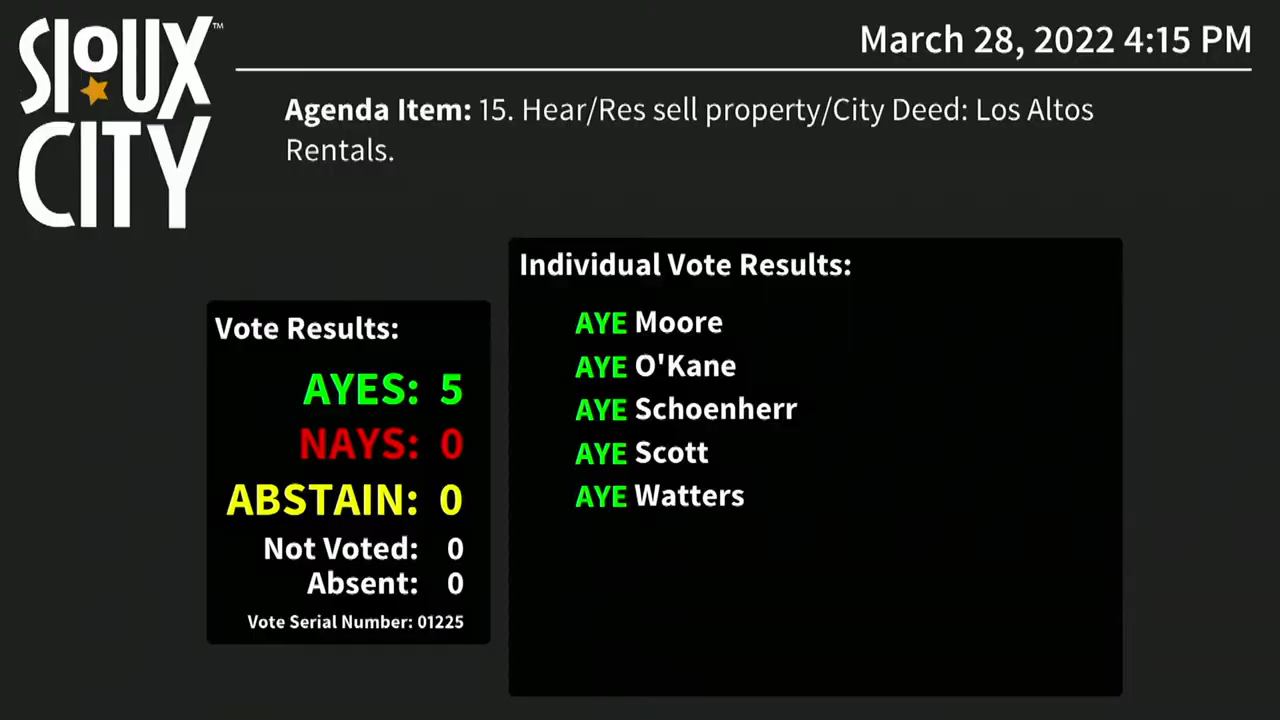 SIOUX
CITY
™
March 28, 2022 4:15 PM
Agenda Item: 15. Hear/Res sell property/City Deed: Los Altos
Rentals.
Vote Results:
AYES: 5
NAYS: 0
ABSTAIN: 0
Not Voted: 0
Absent: 0
Vote Serial Number: 01225
Individual Vote Results:
AYE Moore
AYE O'Kane
AYE Schoenherr
AYE Scott
AYE Watters